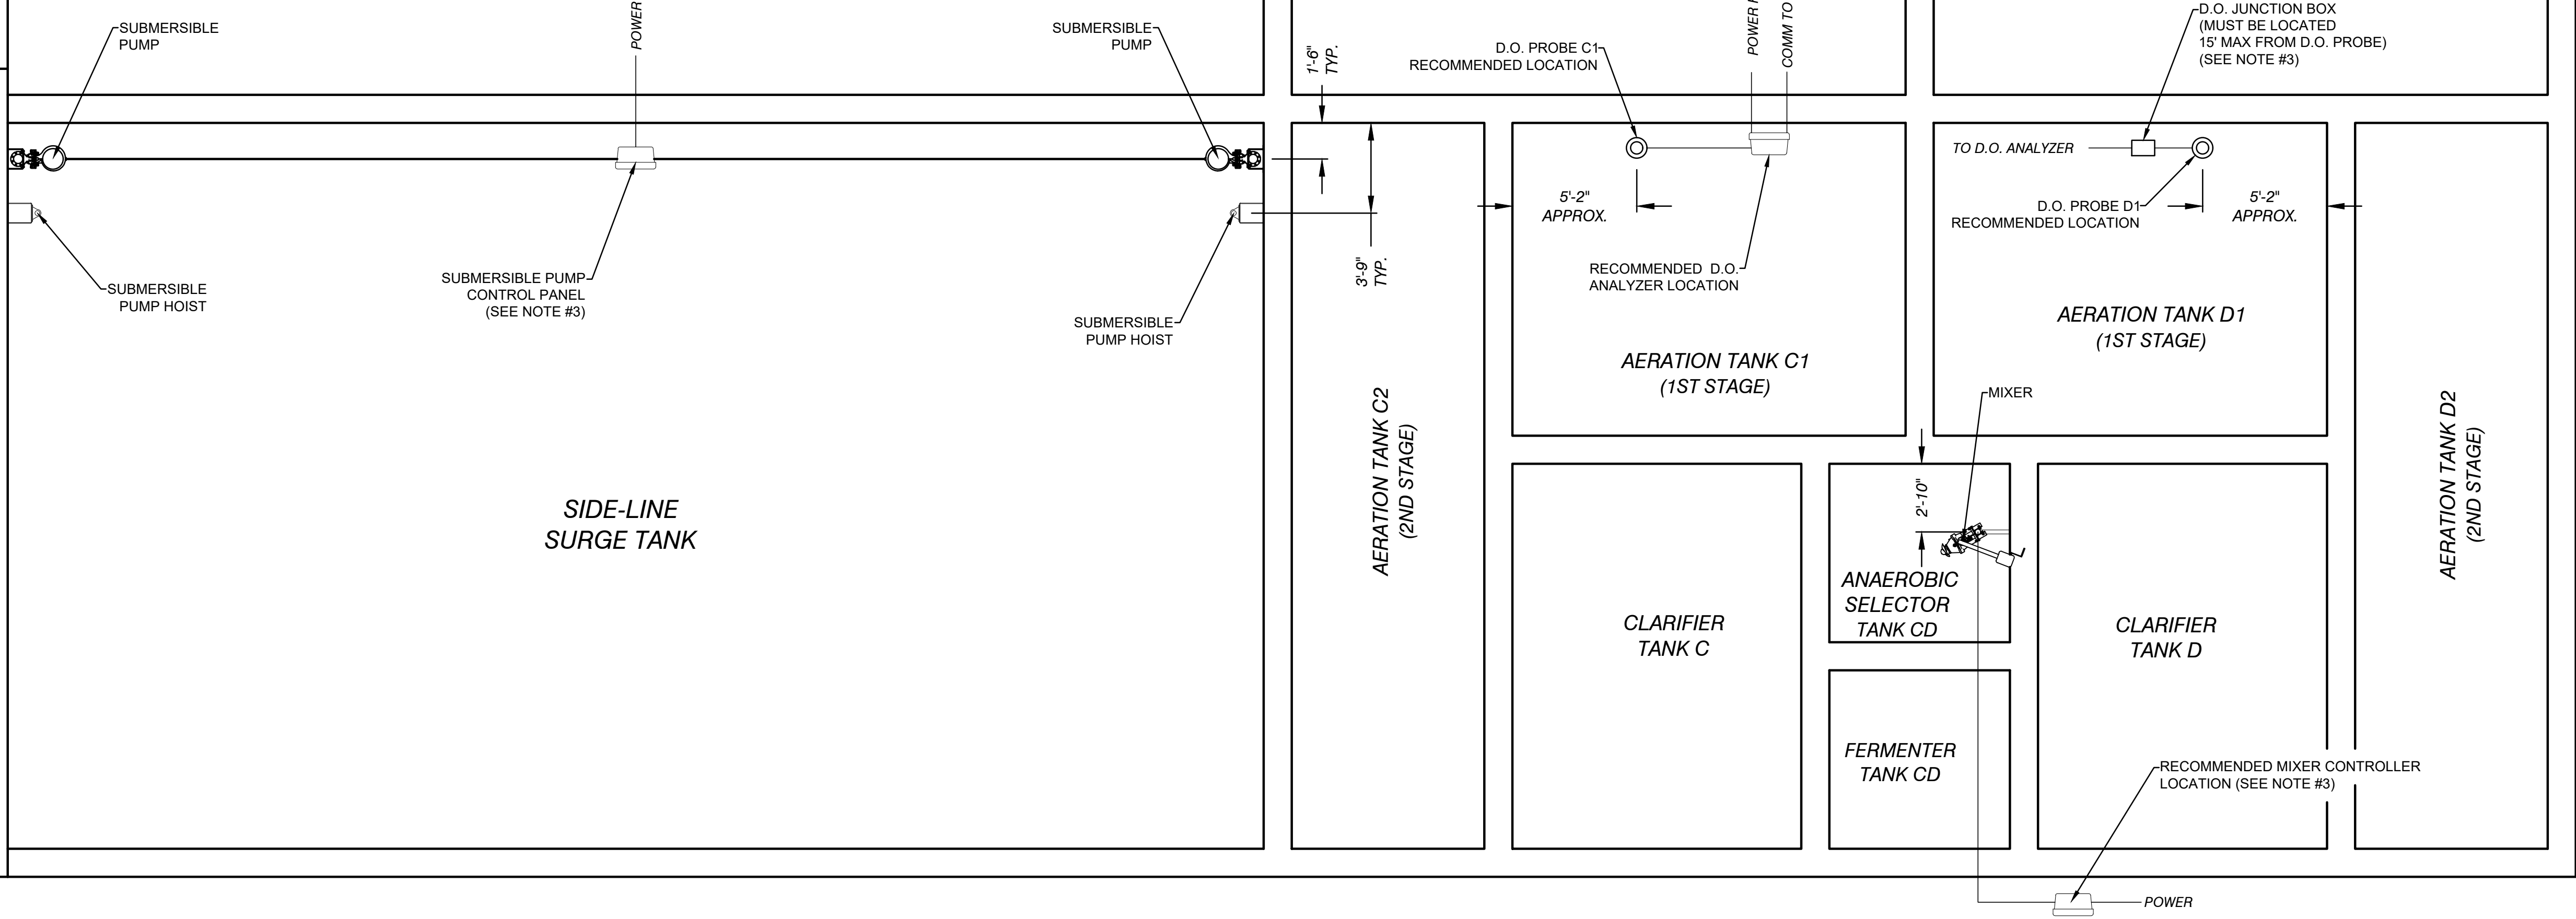 SUBMERSIBLE
PUMP
POWER
SUBMERSIBLE
PUMP
1'-6"
TYP.
D.O. PROBE C1
RECOMMENDED LOCATION
POWER
COMM TO
D.O. JUNCTION BOX
(MUST BE LOCATED
15' MAX FROM D.O. PROBE)
(SEE NOTE #3)
TO D.O. ANALYZER
5'-2"
APPROX.
D.O. PROBE D1
RECOMMENDED LOCATION
5'-2"
APPROX.
SUBMERSIBLE
PUMP HOIST
SUBMERSIBLE PUMP
CONTROL PANEL
(SEE NOTE #3)
SUBMERSIBLE
PUMP HOIST
3'-9"
TYP.
RECOMMENDED D.O.
ANALYZER LOCATION
AERATION TANK D1
(1ST STAGE)
AERATION TANK C1
(1ST STAGE)
MIXER
AERATION TANK C2
(2ND STAGE)
AERATION TANK D2
(2ND STAGE)
2'-10"
SIDE-LINE
SURGE TANK
ANAEROBIC
SELECTOR
TANK CD
CLARIFIER
TANK C
CLARIFIER
TANK D
FERMENTER
TANK CD
RECOMMENDED MIXER CONTROLLER
LOCATION (SEE NOTE #3)
POWER